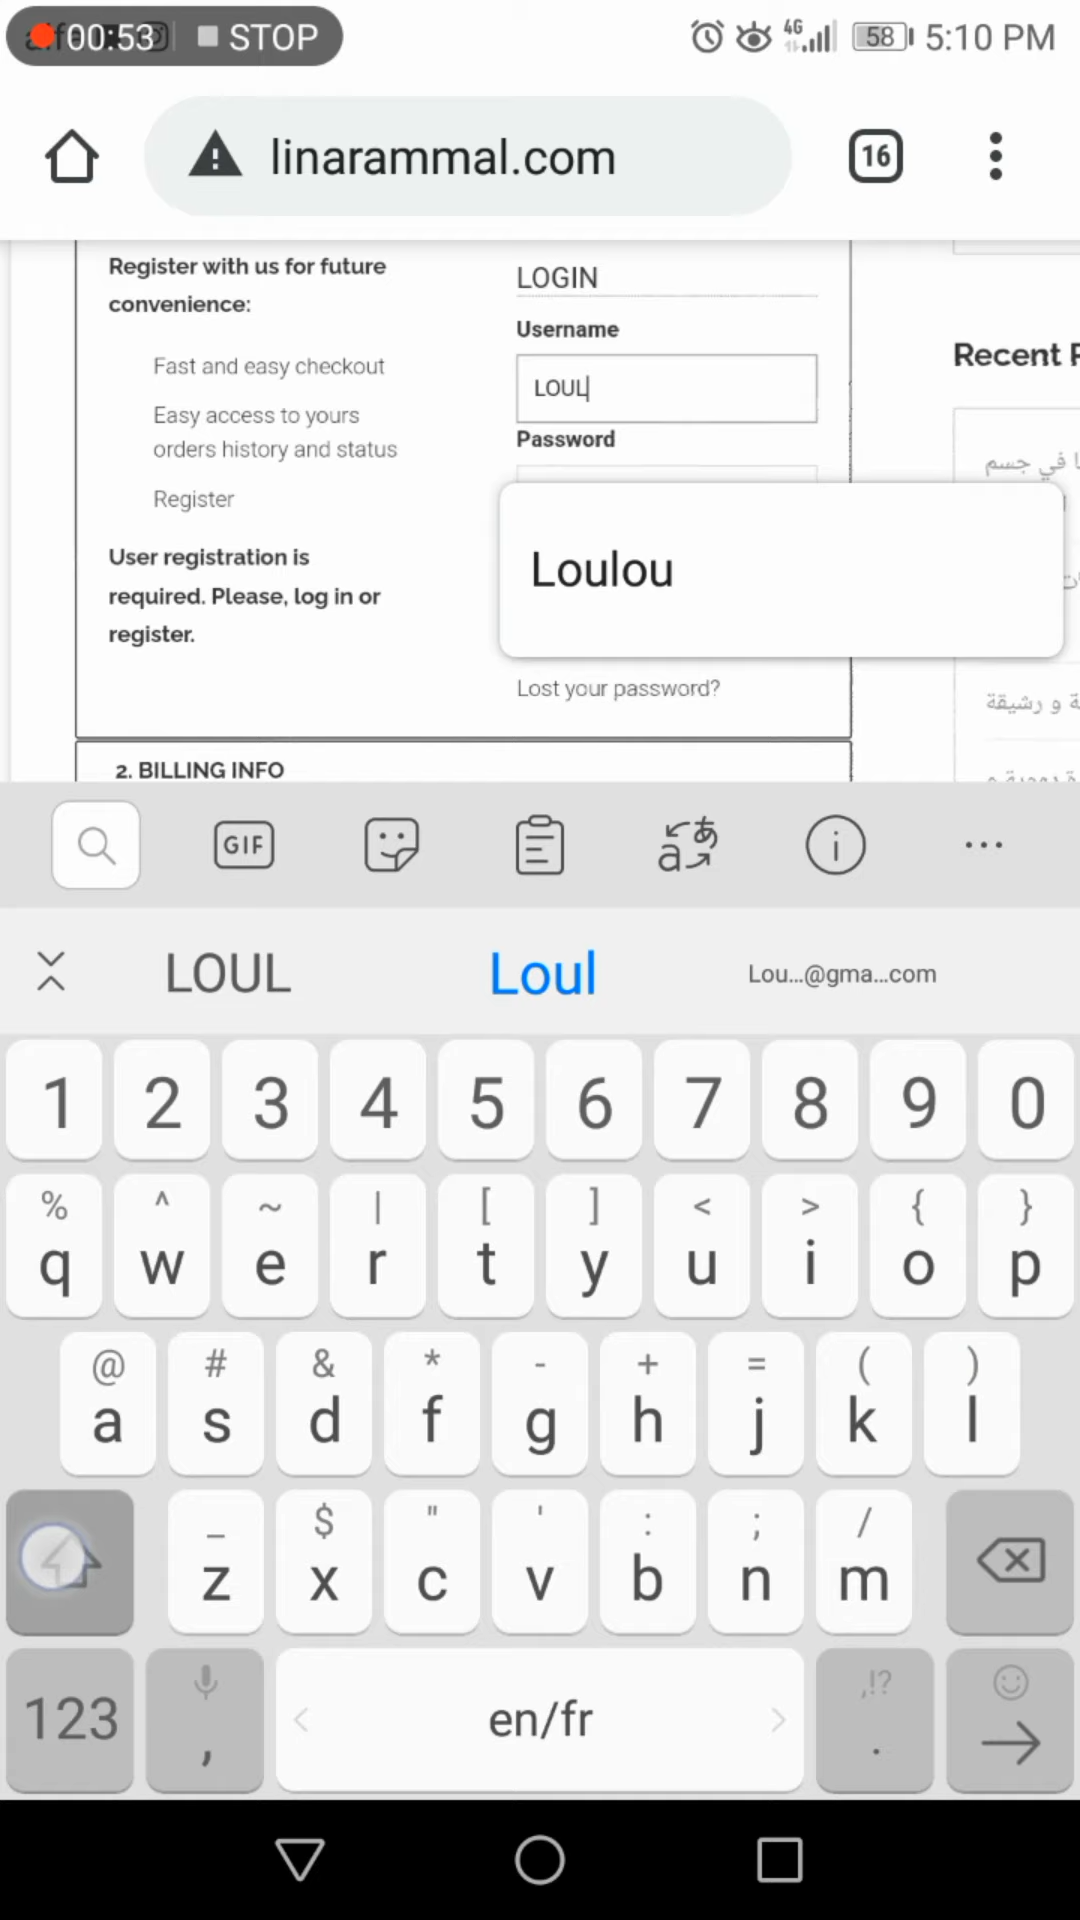 00:53 STOP 4G 58 5:10 PM
linarammal.com 16
Register with us for future
convenience:
Fast and easy checkout
Easy access to yours
orders history and status
Register
User registration is
required. Please, log in or
register.
LOGIN
Username
LOUL
Password
Loulou
Lost your password?
2. BILLING INFO
Recent
في جسم
ة و رشيقة
GIF
LOUL Loul Lou...@gma...com
1 2 3 4 5 6 7 8 9 0
% ^ ~ | [ ] < > { }
q w e r t y u i o p
@ # & * - + = ( )
a s d f g h j k l
_ $ " ' : ; /
z x c v b n m
,!?
123 , en/fr .